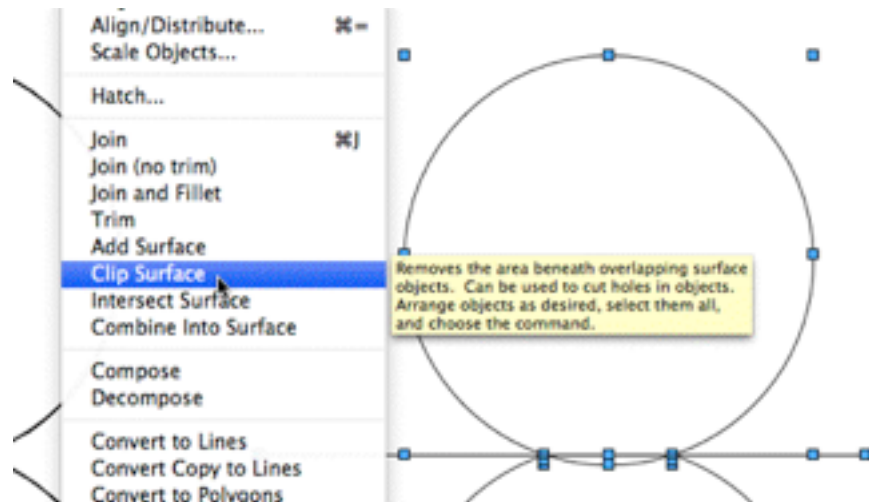 Align/Distribute... ⌘=
Scale Objects...
Hatch...
Join ⌘J
Join (no trim)
Join and Fillet
Trim
Add Surface
Clip Surface
Intersect Surface
Combine Into Surface
Compose
Decompose
Convert to Lines
Convert Copy to Lines
Convert to Polygons
Removes the area beneath overlapping surface
objects. Can be used to cut holes in objects.
Arrange objects as desired, select them all,
and choose the command.